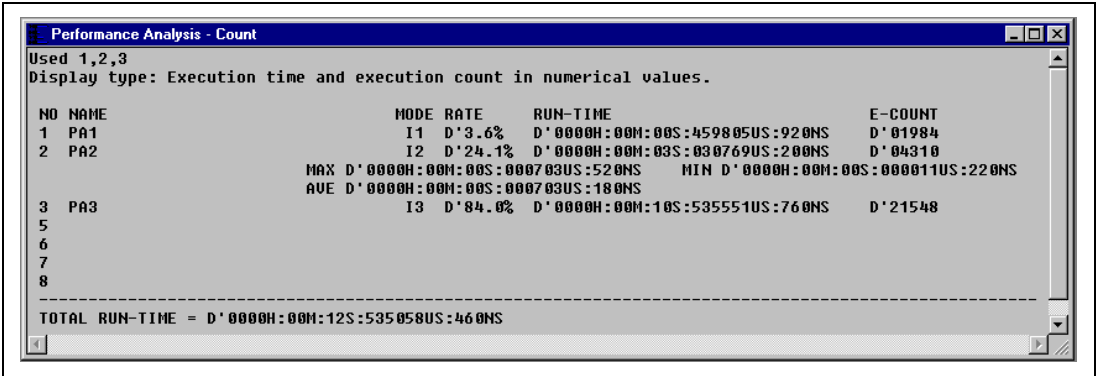 Performance Analysis - Count
Used 1,2,3
Display type: Execution time and execution count in numerical values.
NO NAME MODE RATE RUN-TIME E-COUNT
1 PA1 I1 D'3.6% D'0000H:00M:00S:459805US:920NS D'01984
2 PA2 I2 D'24.1% D'0000H:00M:03S:030769US:200NS D'04310
MAX D'0000H:00M:00S:000703US:520NS MIN D'0000H:00M:00S:000011US:220NS
AVE D'0000H:00M:00S:000703US:180NS
3 PA3 I3 D'84.0% D'0000H:00M:10S:535551US:760NS D'21548
5
6
7
8
TOTAL RUN-TIME = D'0000H:00M:12S:535058US:460NS